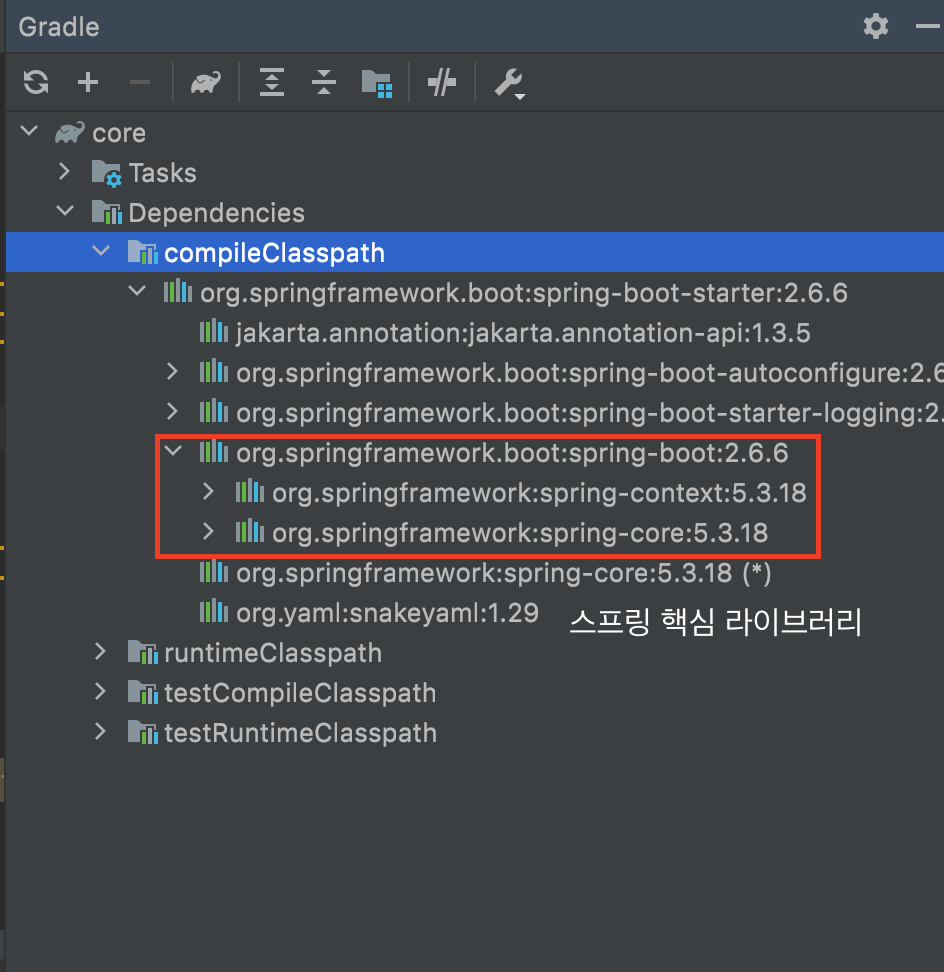 Gradle
core
Tasks
Dependencies
compileClasspath
org.springframework.boot:spring-boot-starter:2.6.6
jakarta.annotation:jakarta.annotation-api:1.3.5
org.springframework.boot:spring-boot-autoconfigure:2.6
org.springframework.boot:spring-boot-starter-logging:2.
org.springframework.boot:spring-boot:2.6.6
org.springframework:spring-context:5.3.18
org.springframework:spring-core:5.3.18
org.springframework:spring-core:5.3.18 (*)
org.yaml:snakeyaml:1.29
스프링 핵심 라이브러리
runtimeClasspath
testCompileClasspath
testRuntimeClasspath